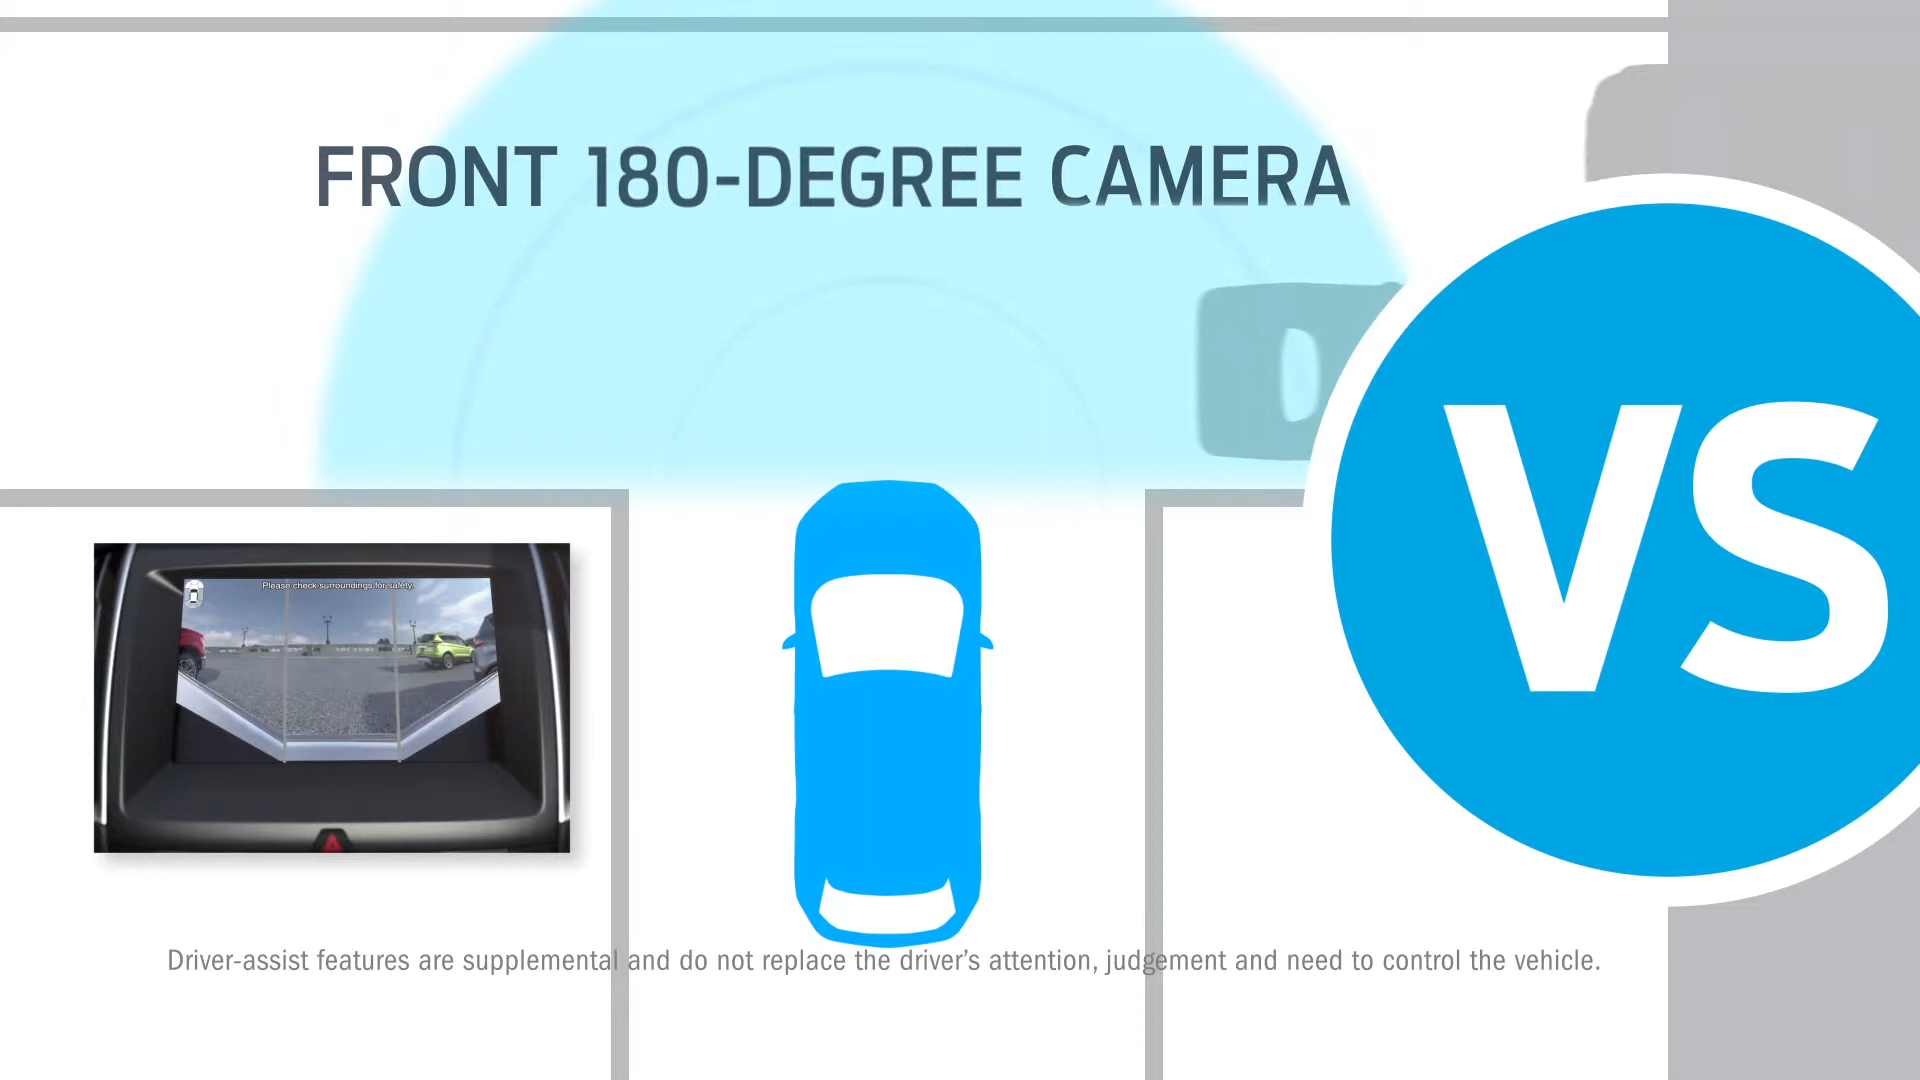 FRONT 180-DEGREE CAMERA
VS
Please check surroundings for safety.
Driver-assist features are supplemental and do not replace the driver's attention, judgement and need to control the vehicle.